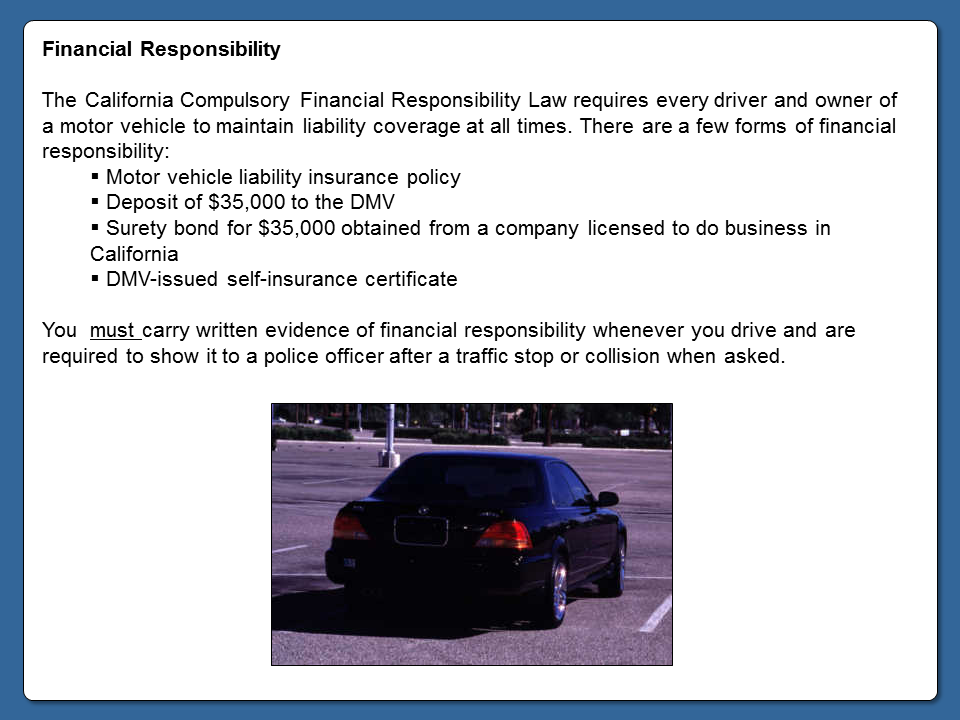 Financial Responsibility
The California Compulsory Financial Responsibility Law requires every driver and owner of
a motor vehicle to maintain liability coverage at all times. There are a few forms of financial
responsibility:
▪ Motor vehicle liability insurance policy
▪ Deposit of $35,000 to the DMV
▪ Surety bond for $35,000 obtained from a company licensed to do business in
California
▪ DMV-issued self-insurance certificate
You must carry written evidence of financial responsibility whenever you drive and are
required to show it to a police officer after a traffic stop or collision when asked.